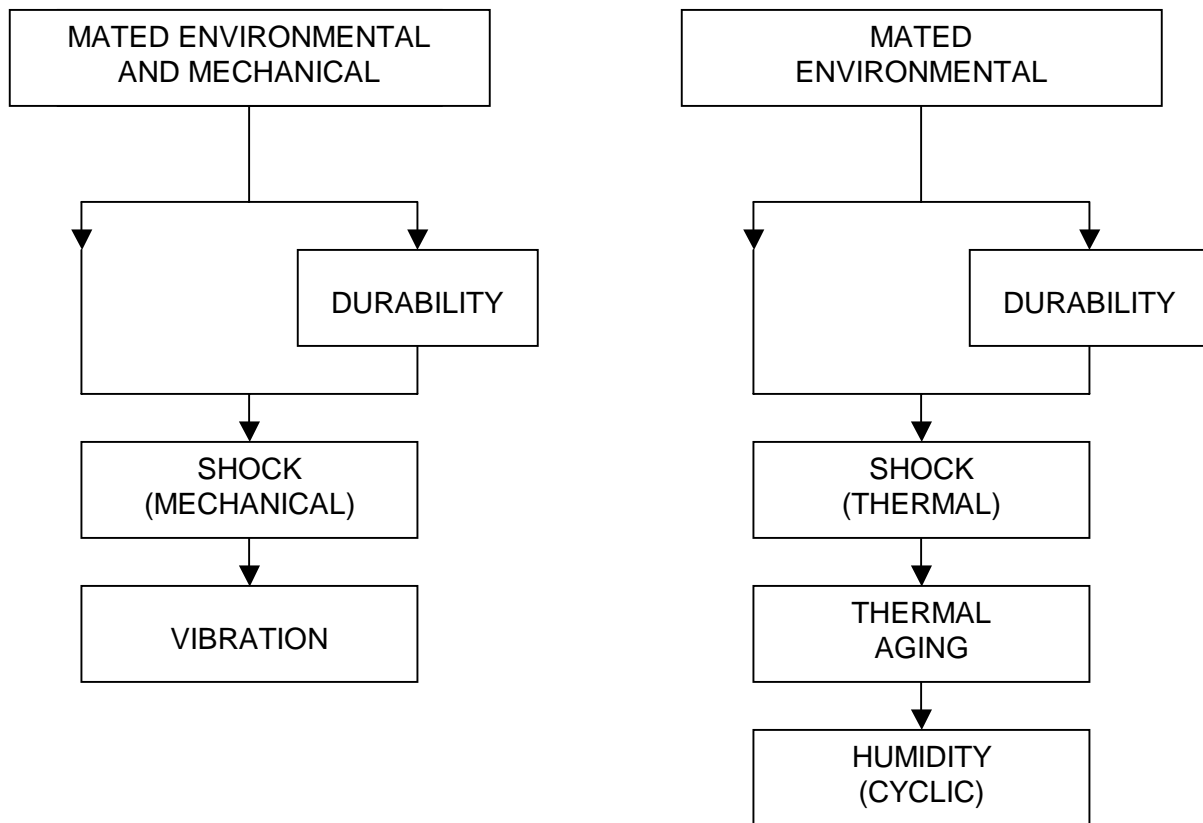 MATED ENVIRONMENTAL
AND MECHANICAL
DURABILITY
SHOCK
(MECHANICAL)
VIBRATION
MATED
ENVIRONMENTAL
DURABILITY
SHOCK
(THERMAL)
THERMAL
AGING
HUMIDITY
(CYCLIC)